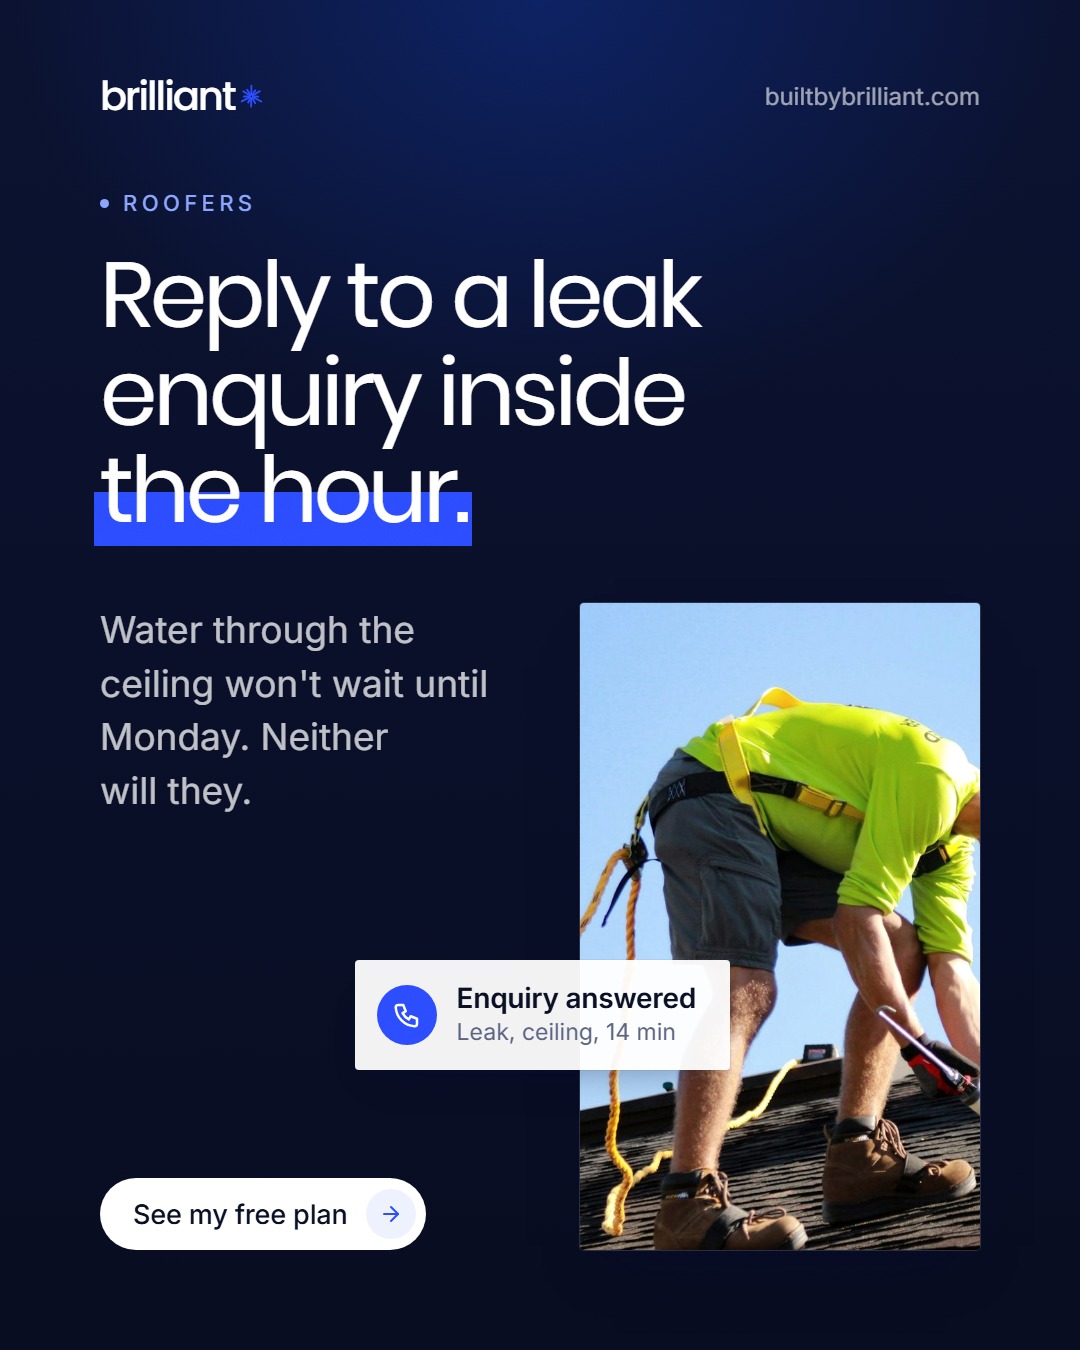 brilliant
builtbybrilliant.com
ROOFERS
Reply to a leak
enquiry inside
the hour.
Water through the
ceiling won't wait until
Monday. Neither
will they.
Enquiry answered
Leak, ceiling, 14 min
See my free plan